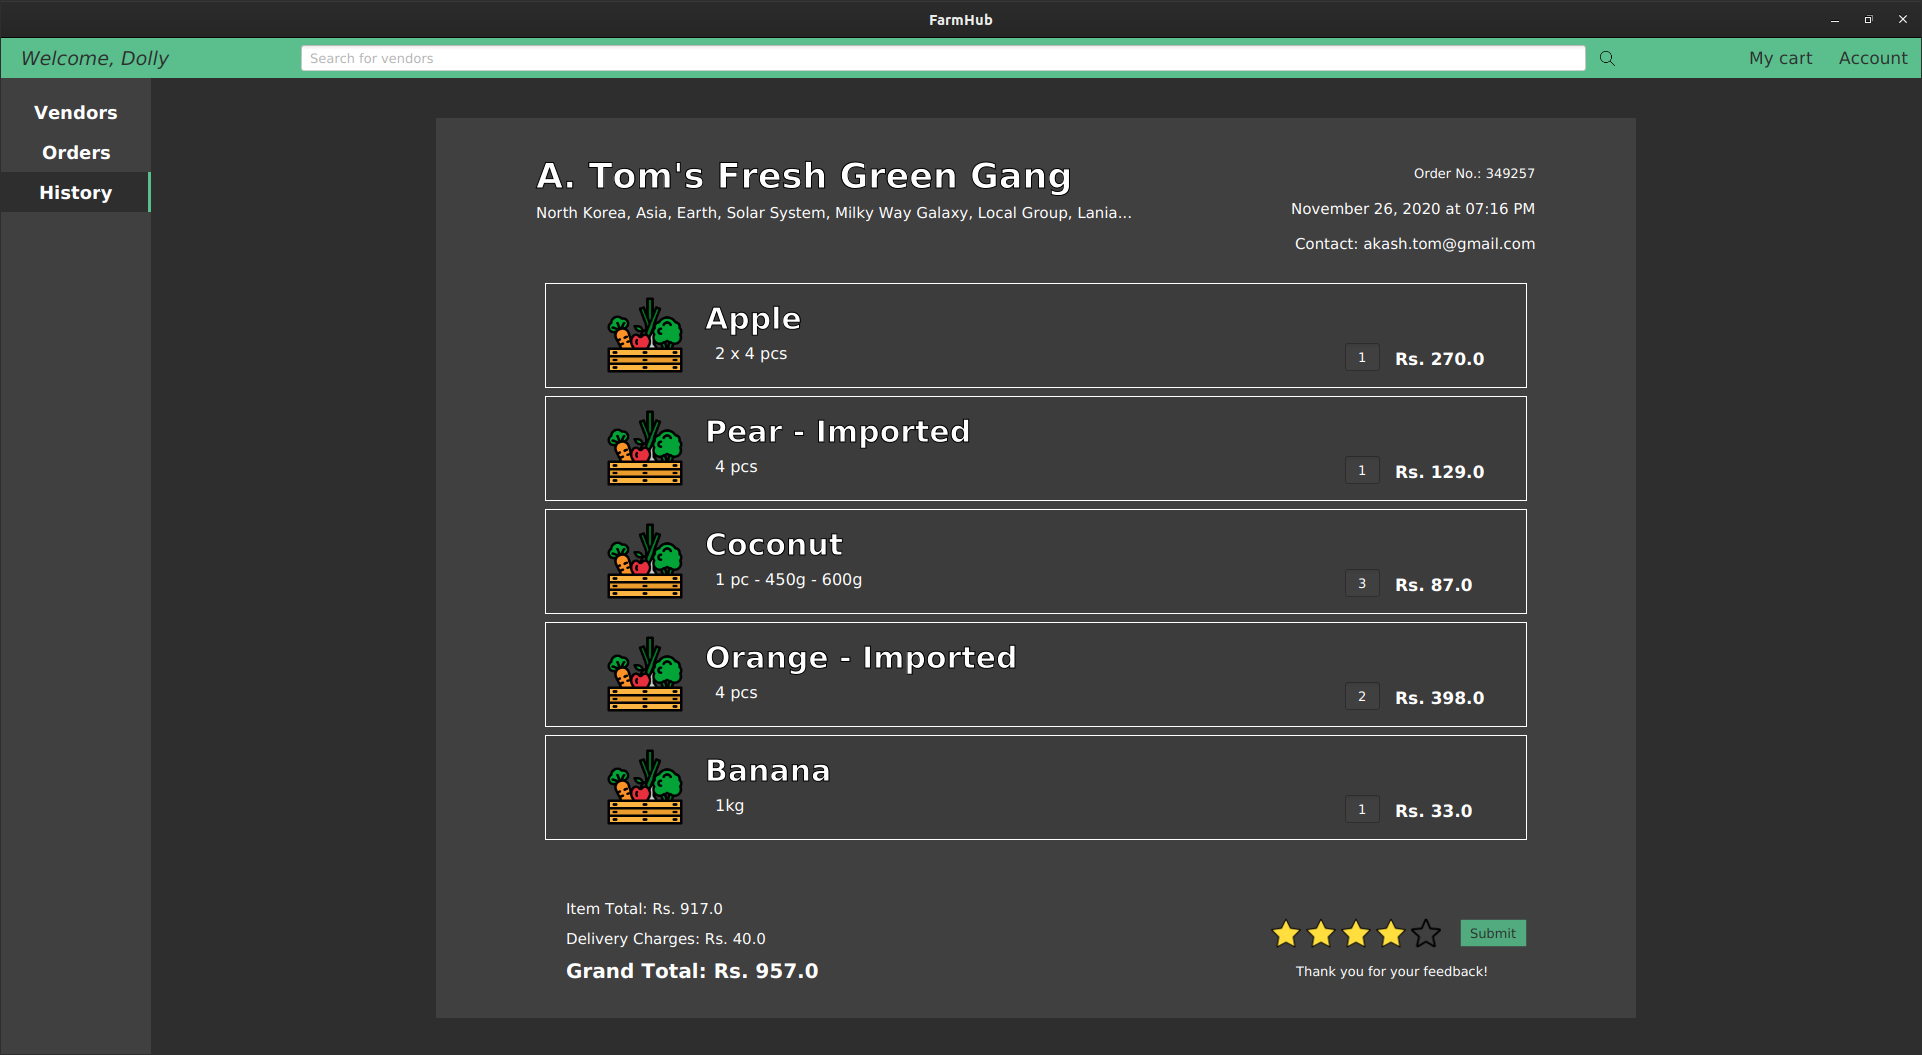 FarmHub
Welcome, Dolly
Search for vendors
My cart
Account
Vendors
Orders
History
A. Tom's Fresh Green Gang
North Korea, Asia, Earth, Solar System, Milky Way Galaxy, Local Group, Lania...
Order No.: 349257
November 26, 2020 at 07:16 PM
Contact: akash.tom@gmail.com
Apple
2 x 4 pcs
1 Rs. 270.0
Pear - Imported
4 pcs
1 Rs. 129.0
Coconut
1 pc - 450g - 600g
3 Rs. 87.0
Orange - Imported
4 pcs
2 Rs. 398.0
Banana
1kg
1 Rs. 33.0
Item Total: Rs. 917.0
Delivery Charges: Rs. 40.0
Grand Total: Rs. 957.0
Submit
Thank you for your feedback!